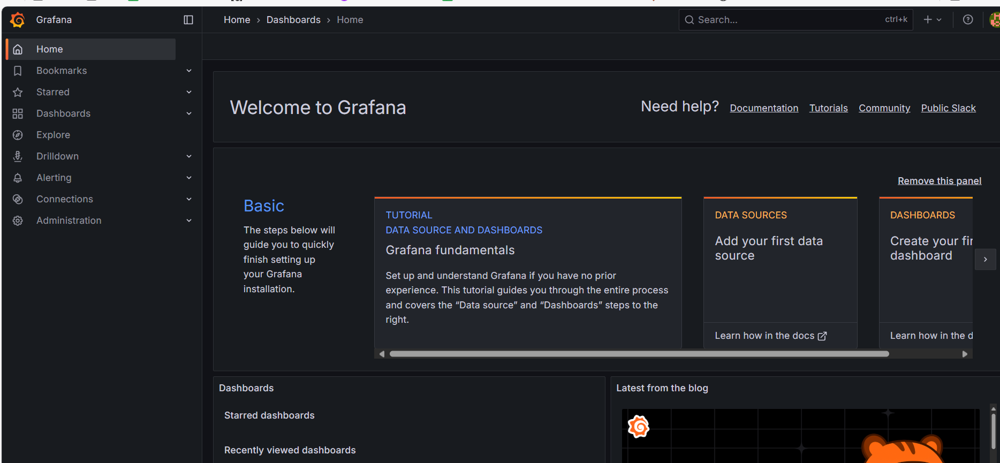 Grafana
Home › Dashboards › Home
Search... ctrl+k
Home
Bookmarks
Starred
Dashboards
Explore
Drilldown
Alerting
Connections
Administration
Welcome to Grafana
Need help? Documentation Tutorials Community Public Slack
Remove this panel
Basic
The steps below will
guide you to quickly
finish setting up
your Grafana
installation.
TUTORIAL
DATA SOURCE AND DASHBOARDS
Grafana fundamentals
Set up and understand Grafana if you have no prior
experience. This tutorial guides you through the entire process
and covers the “Data source” and “Dashboards” steps to the
right.
DATA SOURCES
Add your first data
source
Learn how in the docs
DASHBOARDS
Create your fir
dashboard
Learn how in the d
Dashboards
Starred dashboards
Recently viewed dashboards
Latest from the blog